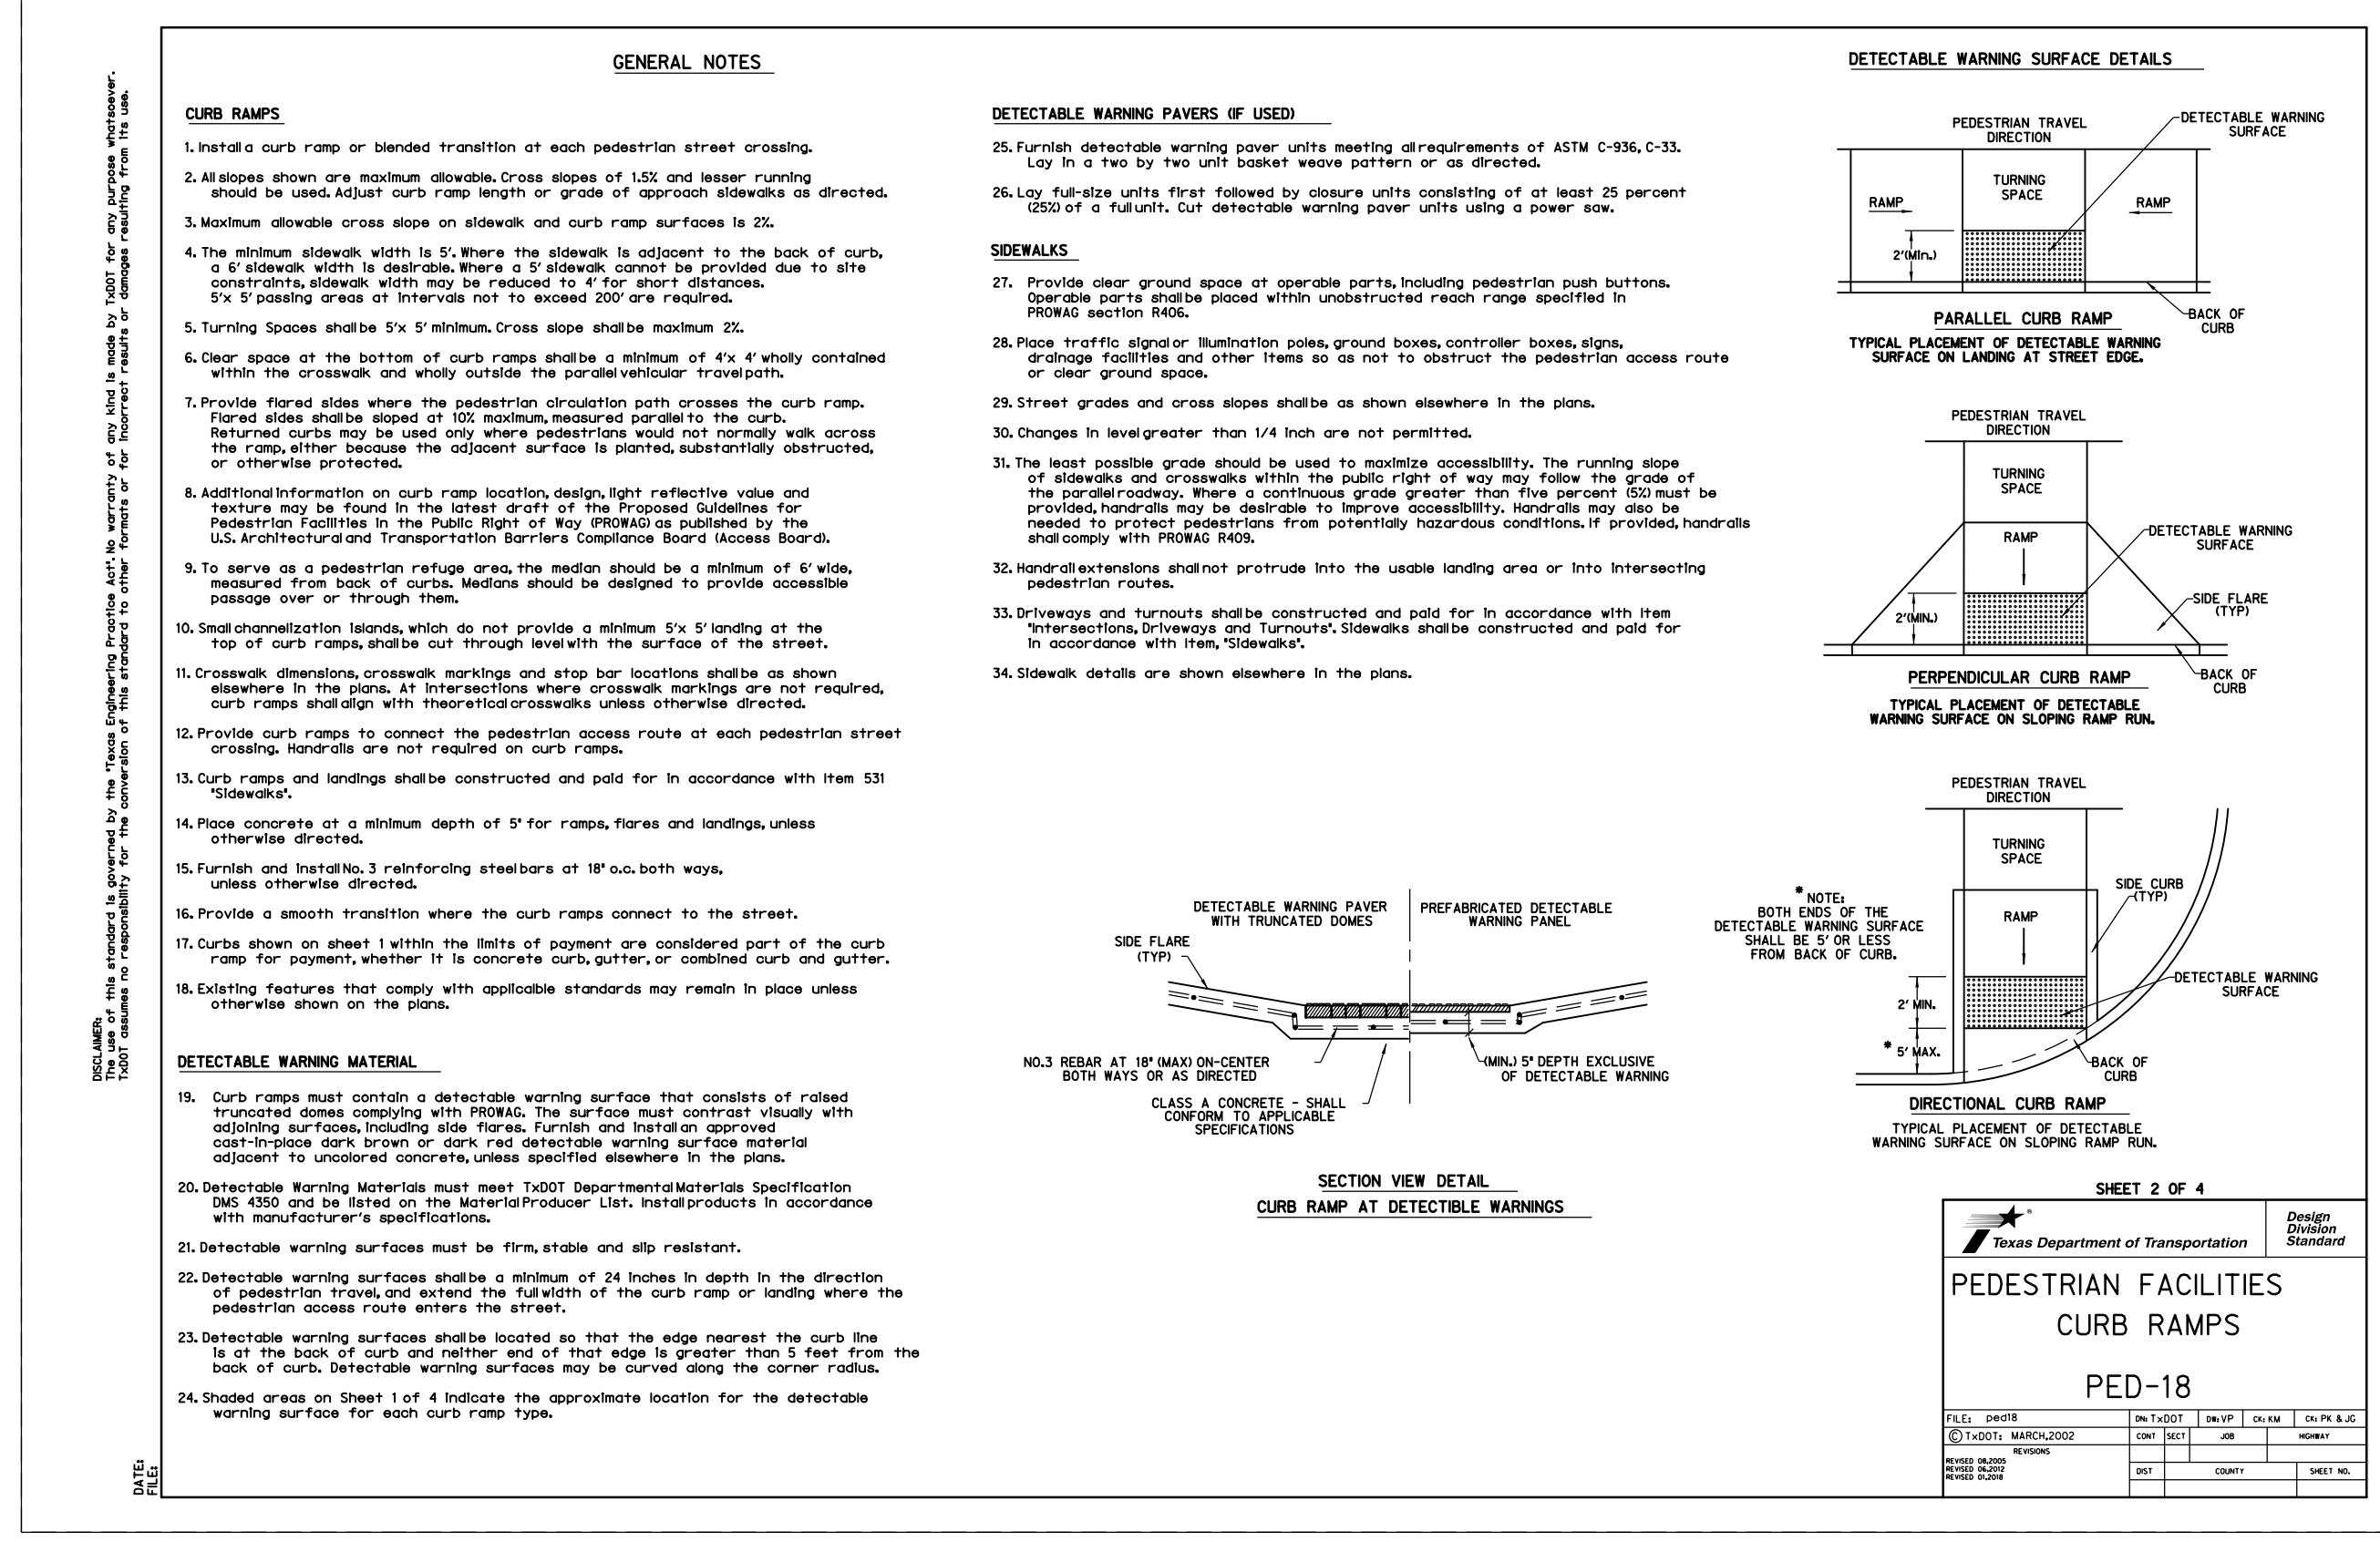 DISCLAIMER:
The use of this standard is governed by the "Texas Engineering Practice Act". No warranty of any kind is made by TxDOT for any purpose whatsoever.
TxDOT assumes no responsibility for the conversion of this standard to other formats or for incorrect results or damages resulting from its use.
DATE:
FILE:
GENERAL NOTES
CURB RAMPS
1. Install a curb ramp or blended transition at each pedestrian street crossing.
2. All slopes shown are maximum allowable. Cross slopes of 1.5% and lesser running
should be used. Adjust curb ramp length or grade of approach sidewalks as directed.
3. Maximum allowable cross slope on sidewalk and curb ramp surfaces is 2%.
4. The minimum sidewalk width is 5'. Where the sidewalk is adjacent to the back of curb,
a 6' sidewalk width is desirable. Where a 5' sidewalk cannot be provided due to site
constraints, sidewalk width may be reduced to 4' for short distances.
5'x 5' passing areas at intervals not to exceed 200' are required.
5. Turning Spaces shall be 5'x 5' minimum. Cross slope shall be maximum 2%.
6. Clear space at the bottom of curb ramps shall be a minimum of 4'x 4' wholly contained
within the crosswalk and wholly outside the parallel vehicular travel path.
7. Provide flared sides where the pedestrian circulation path crosses the curb ramp.
Flared sides shall be sloped at 10% maximum, measured parallel to the curb.
Returned curbs may be used only where pedestrians would not normally walk across
the ramp, either because the adjacent surface is planted, substantially obstructed,
or otherwise protected.
8. Additional information on curb ramp location, design, light reflective value and
texture may be found in the latest draft of the Proposed Guidelines for
Pedestrian Facilities in the Public Right of Way (PROWAG) as published by the
U.S. Architectural and Transportation Barriers Compliance Board (Access Board).
9. To serve as a pedestrian refuge area, the median should be a minimum of 6' wide,
measured from back of curbs. Medians should be designed to provide accessible
passage over or through them.
10. Small channelization islands, which do not provide a minimum 5'x 5' landing at the
top of curb ramps, shall be cut through level with the surface of the street.
11. Crosswalk dimensions, crosswalk markings and stop bar locations shall be as shown
elsewhere in the plans. At intersections where crosswalk markings are not required,
curb ramps shall align with theoretical crosswalks unless otherwise directed.
12. Provide curb ramps to connect the pedestrian access route at each pedestrian street
crossing. Handrails are not required on curb ramps.
13. Curb ramps and landings shall be constructed and paid for in accordance with Item 531
"Sidewalks".
14. Place concrete at a minimum depth of 5" for ramps, flares and landings, unless
otherwise directed.
15. Furnish and install No. 3 reinforcing steel bars at 18" o.c. both ways,
unless otherwise directed.
16. Provide a smooth transition where the curb ramps connect to the street.
17. Curbs shown on sheet 1 within the limits of payment are considered part of the curb
ramp for payment, whether it is concrete curb, gutter, or combined curb and gutter.
18. Existing features that comply with applicalble standards may remain in place unless
otherwise shown on the plans.
DETECTABLE WARNING MATERIAL
19. Curb ramps must contain a detectable warning surface that consists of raised
truncated domes complying with PROWAG. The surface must contrast visually with
adjoining surfaces, including side flares. Furnish and install an approved
cast-in-place dark brown or dark red detectable warning surface material
adjacent to uncolored concrete, unless specified elsewhere in the plans.
20. Detectable Warning Materials must meet TxDOT Departmental Materials Specification
DMS 4350 and be listed on the Material Producer List. Install products in accordance
with manufacturer's specifications.
21. Detectable warning surfaces must be firm, stable and slip resistant.
22. Detectable warning surfaces shall be a minimum of 24 inches in depth in the direction
of pedestrian travel, and extend the full width of the curb ramp or landing where the
pedestrian access route enters the street.
23. Detectable warning surfaces shall be located so that the edge nearest the curb line
is at the back of curb and neither end of that edge is greater than 5 feet from the
back of curb. Detectable warning surfaces may be curved along the corner radius.
24. Shaded areas on Sheet 1 of 4 indicate the approximate location for the detectable
warning surface for each curb ramp type.
DETECTABLE WARNING PAVERS (IF USED)
25. Furnish detectable warning paver units meeting all requirements of ASTM C-936, C-33.
Lay in a two by two unit basket weave pattern or as directed.
26. Lay full-size units first followed by closure units consisting of at least 25 percent
(25%) of a full unit. Cut detectable warning paver units using a power saw.
SIDEWALKS
27. Provide clear ground space at operable parts, including pedestrian push buttons.
Operable parts shall be placed within unobstructed reach range specified in
PROWAG section R406.
28. Place traffic signal or illumination poles, ground boxes, controller boxes, signs,
drainage facilities and other items so as not to obstruct the pedestrian access route
or clear ground space.
29. Street grades and cross slopes shall be as shown elsewhere in the plans.
30. Changes in level greater than 1/4 inch are not permitted.
31. The least possible grade should be used to maximize accessibility. The running slope
of sidewalks and crosswalks within the public right of way may follow the grade of
the parallel roadway. Where a continuous grade greater than five percent (5%) must be
provided, handrails may be desirable to improve accessibility. Handrails may also be
needed to protect pedestrians from potentially hazardous conditions. If provided, handrails
shall comply with PROWAG R409.
32. Handrail extensions shall not protrude into the usable landing area or into intersecting
pedestrian routes.
33. Driveways and turnouts shall be constructed and paid for in accordance with Item
"Intersections, Driveways and Turnouts". Sidewalks shall be constructed and paid for
in accordance with Item, "Sidewalks".
34. Sidewalk details are shown elsewhere in the plans.
DETECTABLE WARNING PAVER
WITH TRUNCATED DOMES
PREFABRICATED DETECTABLE
WARNING PANEL
SIDE FLARE
(TYP)
NO.3 REBAR AT 18" (MAX) ON-CENTER
BOTH WAYS OR AS DIRECTED
(MIN.) 5" DEPTH EXCLUSIVE
OF DETECTABLE WARNING
CLASS A CONCRETE - SHALL
CONFORM TO APPLICABLE
SPECIFICATIONS
SECTION VIEW DETAIL
CURB RAMP AT DETECTIBLE WARNINGS
DETECTABLE WARNING SURFACE DETAILS
PEDESTRIAN TRAVEL
DIRECTION
DETECTABLE WARNING
SURFACE
TURNING
SPACE
RAMP
RAMP
2'(Min.)
BACK OF
CURB
PARALLEL CURB RAMP
TYPICAL PLACEMENT OF DETECTABLE WARNING
SURFACE ON LANDING AT STREET EDGE.
PEDESTRIAN TRAVEL
DIRECTION
TURNING
SPACE
RAMP
DETECTABLE WARNING
SURFACE
2'(MIN.)
SIDE FLARE
(TYP)
BACK OF
CURB
PERPENDICULAR CURB RAMP
TYPICAL PLACEMENT OF DETECTABLE
WARNING SURFACE ON SLOPING RAMP RUN.
PEDESTRIAN TRAVEL
DIRECTION
TURNING
SPACE
SIDE CURB
(TYP)
* NOTE:
BOTH ENDS OF THE
DETECTABLE WARNING SURFACE
SHALL BE 5' OR LESS
FROM BACK OF CURB.
RAMP
DETECTABLE WARNING
SURFACE
2' MIN.
* 5' MAX.
BACK OF
CURB
DIRECTIONAL CURB RAMP
TYPICAL PLACEMENT OF DETECTABLE
WARNING SURFACE ON SLOPING RAMP RUN.
SHEET 2 OF 4
®
Texas Department of Transportation
Design
Division
Standard
PEDESTRIAN FACILITIES
CURB RAMPS
PED-18
FILE: ped18
DN: TxDOT
DW: VP
CK: KM
CK: PK & JG
© TxDOT: MARCH, 2002
CONT
SECT
JOB
HIGHWAY
REVISIONS
REVISED 08,2005
REVISED 06,2012
REVISED 01,2018
DIST
COUNTY
SHEET NO.